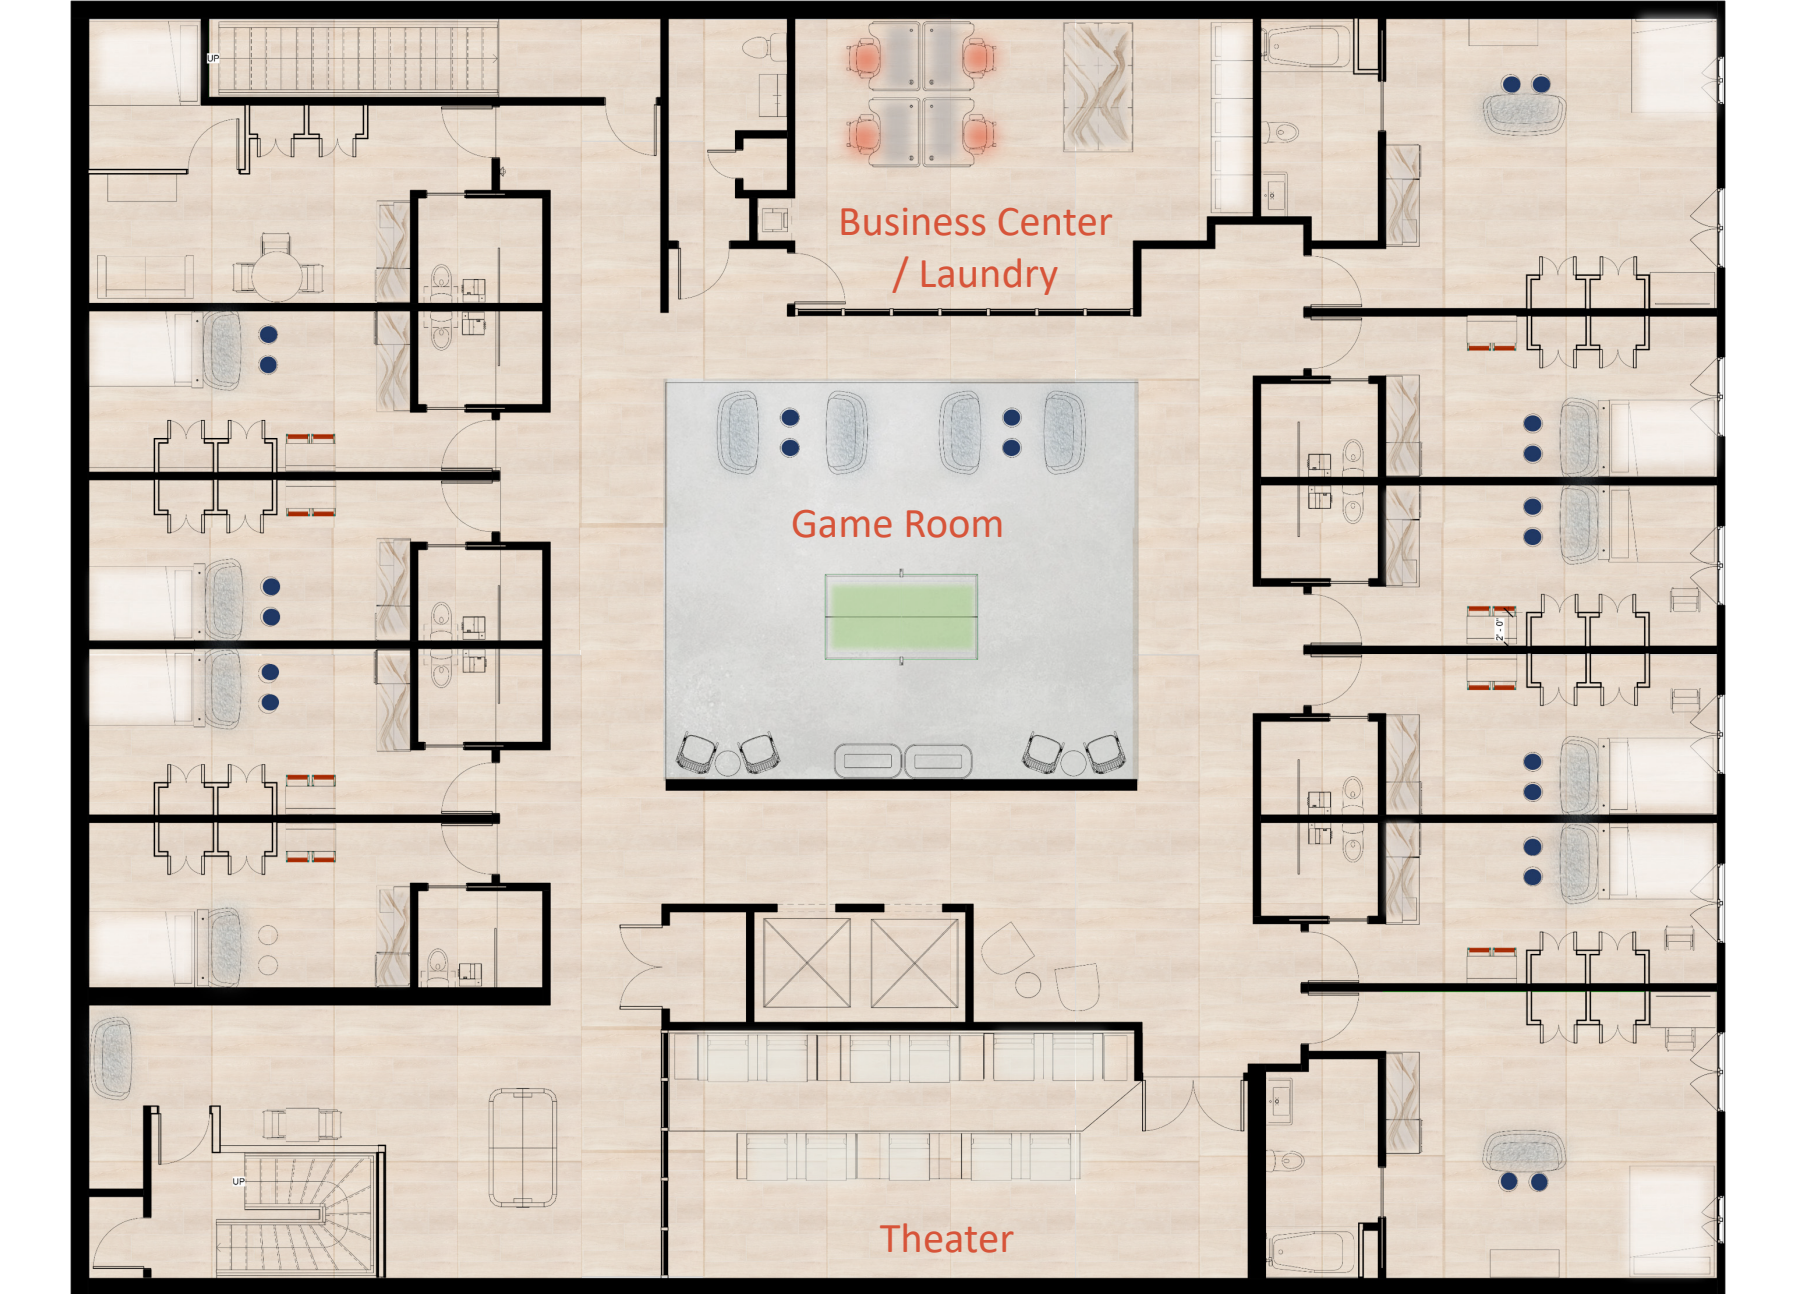 UP
Business Center
/ Laundry
Game Room
2' - 0"
UP
Theater